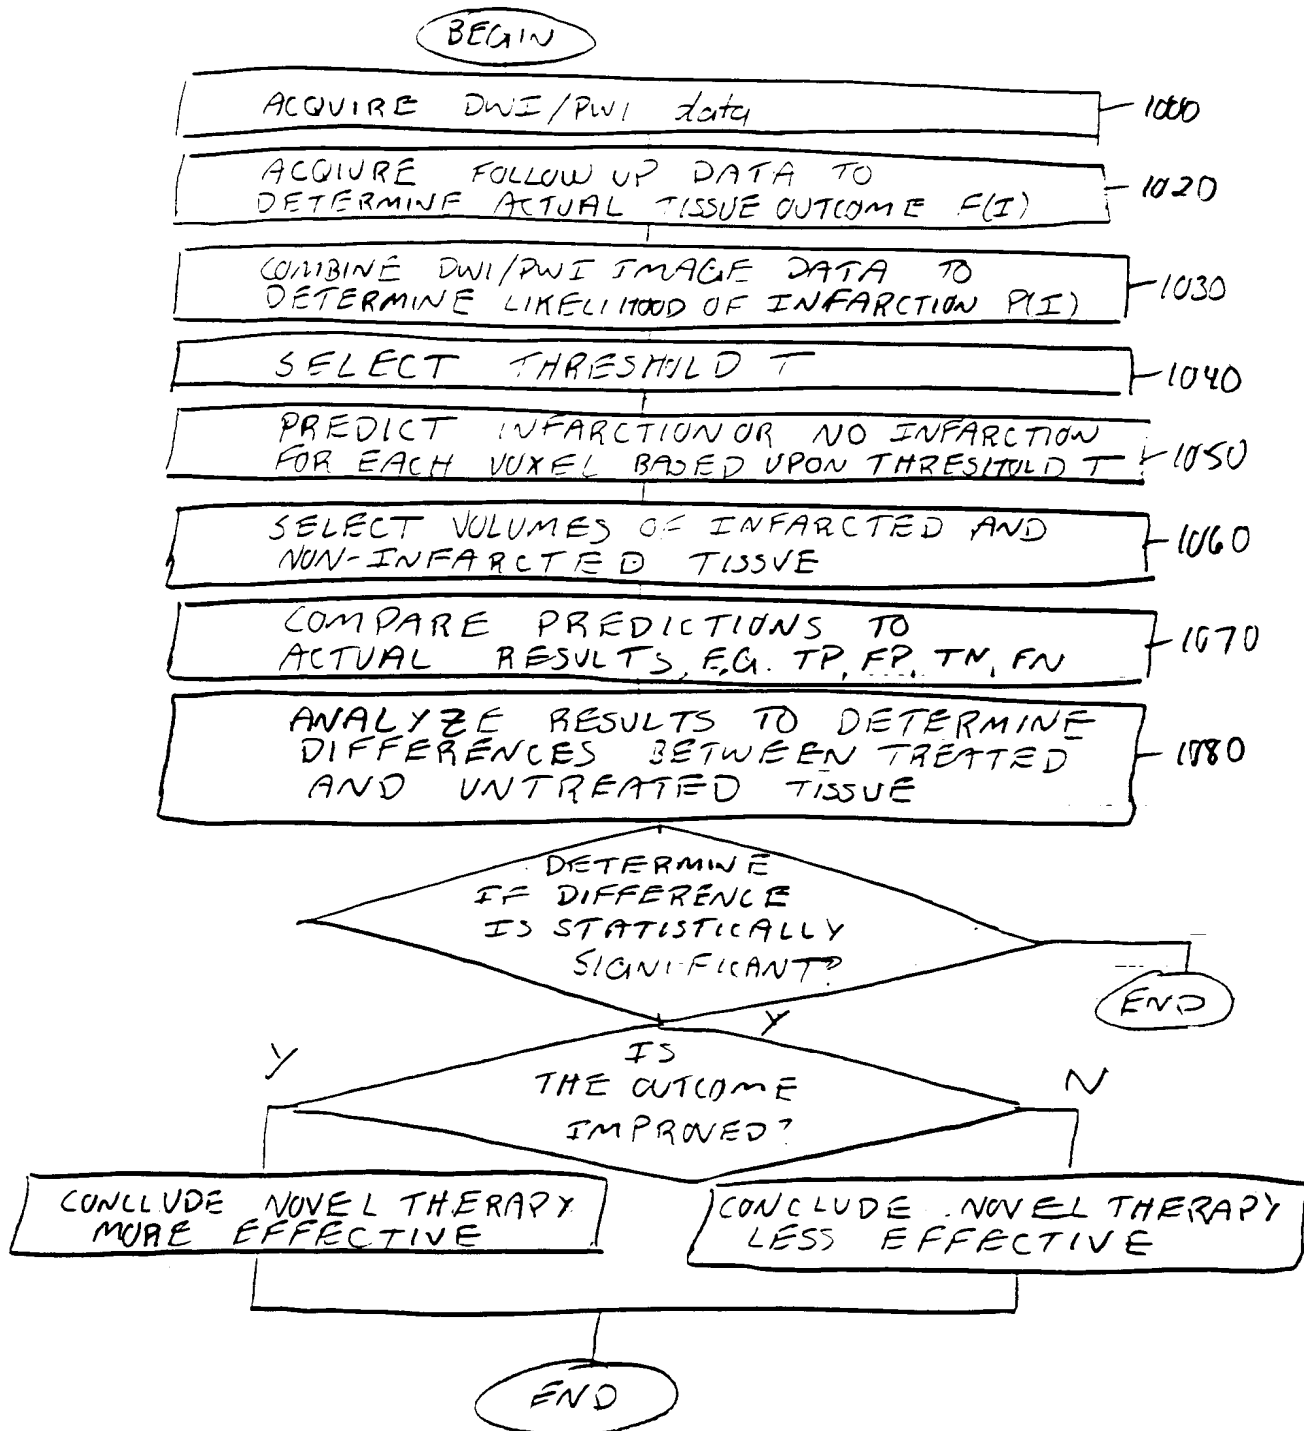 BEGIN
ACQUIRE DWI/PWI data
1000
ACQIURE FOLLOW UP DATA TO
DETERMINE ACTUAL TISSUE OUTCOME F(I)
1020
COMBINE DWI/PWI IMAGE DATA TO
DETERMINE LIKELIHOOD OF INFARCTION P(I)
1030
SELECT THRESHOLD T
1040
PREDICT INFARCTION OR NO INFARCTION
FOR EACH VOXEL BASED UPON THRESHOLD T
1050
SELECT VOLUMES OF INFARCTED AND
NON-INFARCTED TISSUE
1060
COMPARE PREDICTIONS TO
ACTUAL RESULTS, E.G. TP, FP, TN, FN
1070
ANALYZE RESULTS TO DETERMINE
DIFFERENCES BETWEEN TREATED
AND UNTREATED TISSUE
1080
DETERMINE
IF DIFFERENCE
IS STATISTICALLY
SIGNIFICANT?
END
Y
IS
THE OUTCOME
IMPROVED?
Y
N
CONCLUDE NOVEL THERAPY
MORE EFFECTIVE
CONCLUDE NOVEL THERAPY
LESS EFFECTIVE
END